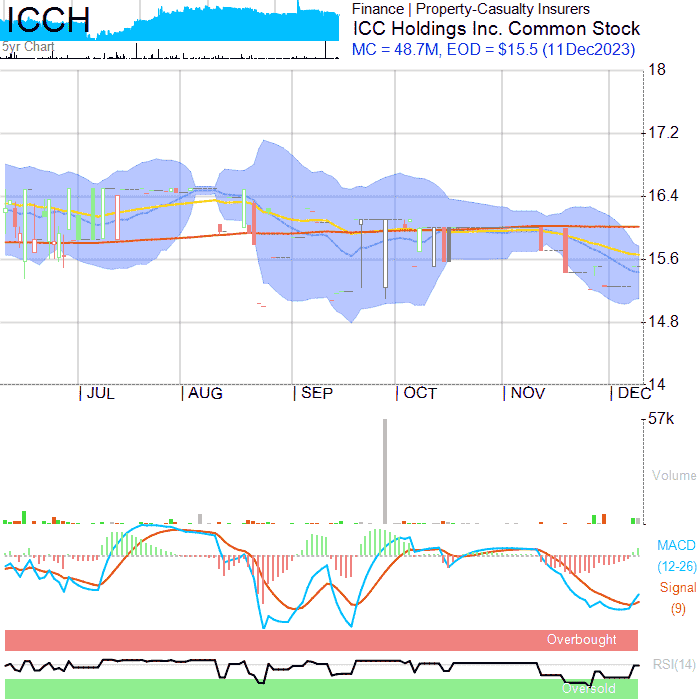 ICCH
5yr Chart
Finance | Property-Casualty Insurers
ICC Holdings Inc. Common Stock
MC = 48.7M, EOD = $15.5 (11Dec2023)
18
17.2
16.4
15.6
14.8
14
JUL AUG SEP OCT NOV DEC
57k
Volume
MACD
(12-26)
Signal
(9)
Overbought
RSI(14)
Oversold